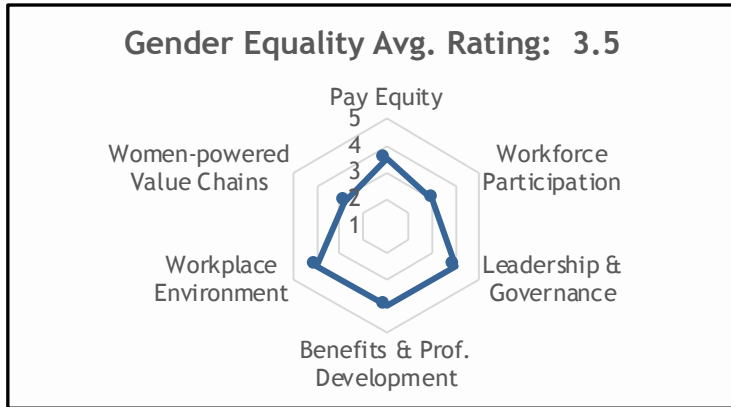 Gender Equality Avg. Rating: 3.5
Pay Equity
5
4
3
2
1
Women-powered
Value Chains
Workforce
Participation
Workplace
Environment
Leadership &
Governance
Benefits & Prof.
Development